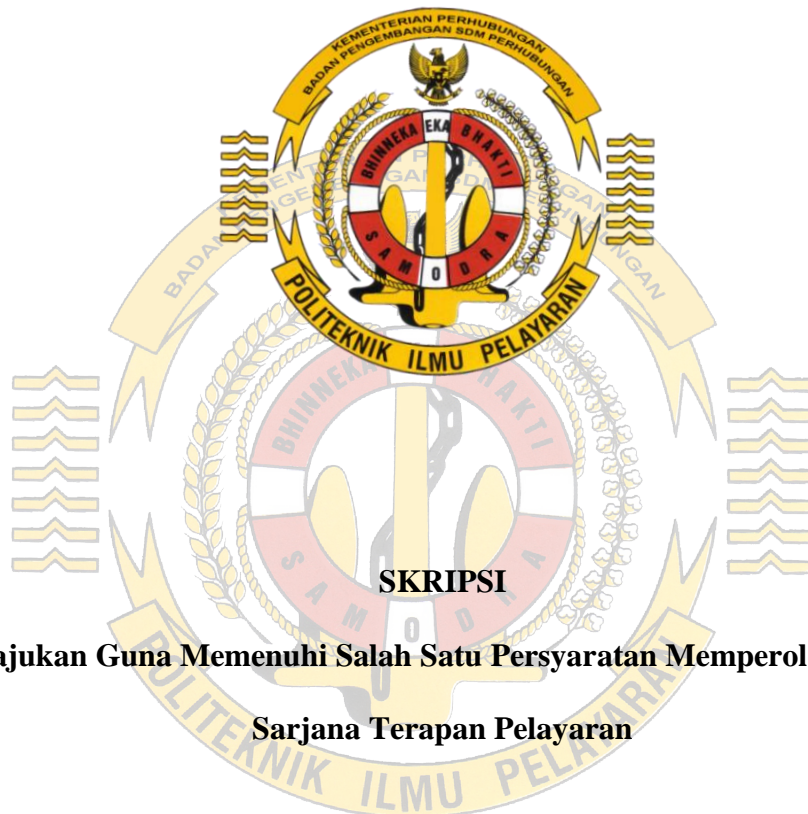 KEMENTERIAN PERHUBUNGAN
BADAN PENGEMBANGAN SDM PERHUBUNGAN
BHINNEKA EKA BHAKTI
SAMODRA
POLITEKNIK ILMU PELAYARAN
SKRIPSI
ajukan Guna Memenuhi Salah Satu Persyaratan Memperol
Sarjana Terapan Pelayaran